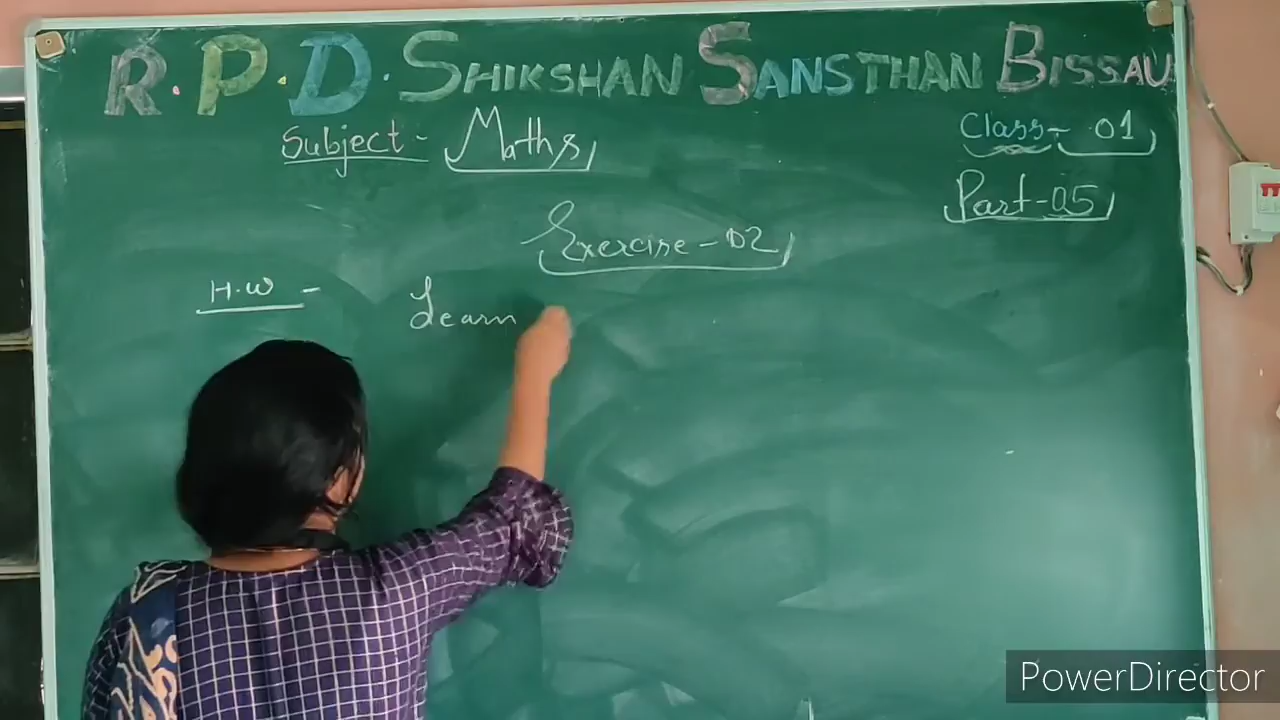 R.P.D. SHIKSHAN SANSTHAN BISSAU
Subject - Maths
Class - 01
Part - 05
Exercise - 02
H.W - Learn
PowerDirector